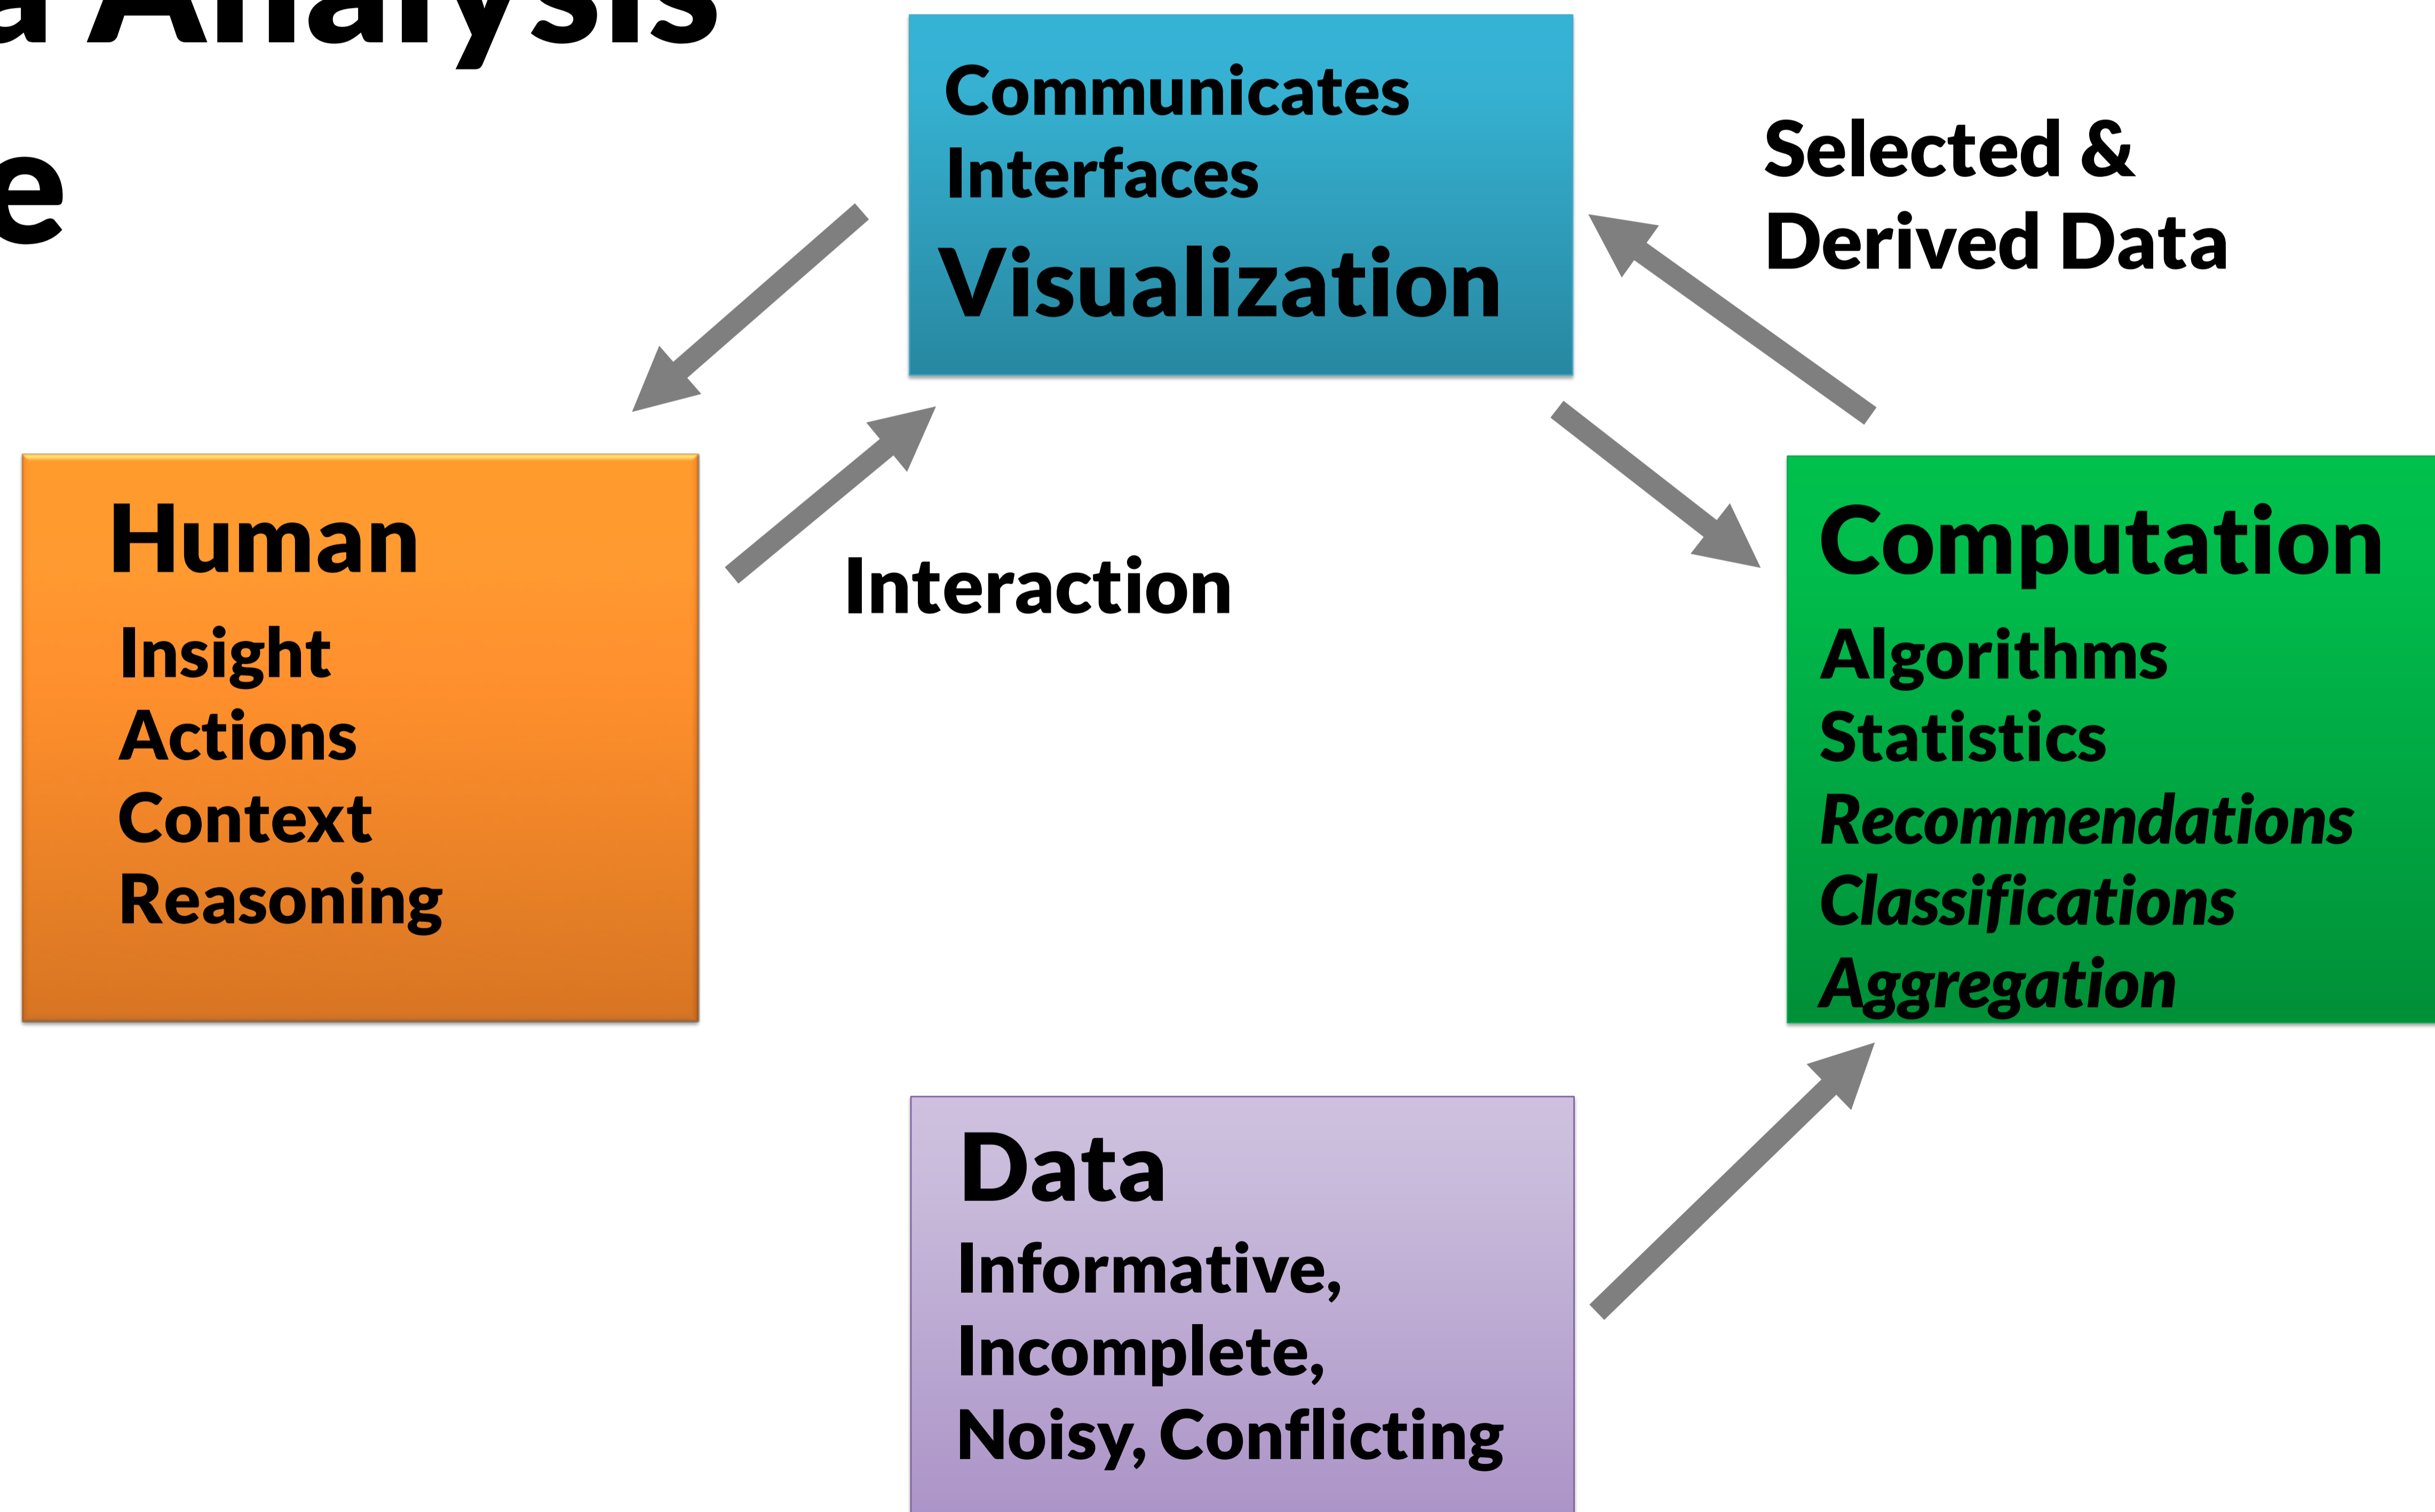 Analysis
Communicates
Interfaces
Visualization
Selected &
Derived Data
Human
Insight
Actions
Context
Reasoning
Interaction
Computation
Algorithms
Statistics
Recommendations
Classifications
Aggregation
Data
Informative,
Incomplete,
Noisy, Conflicting